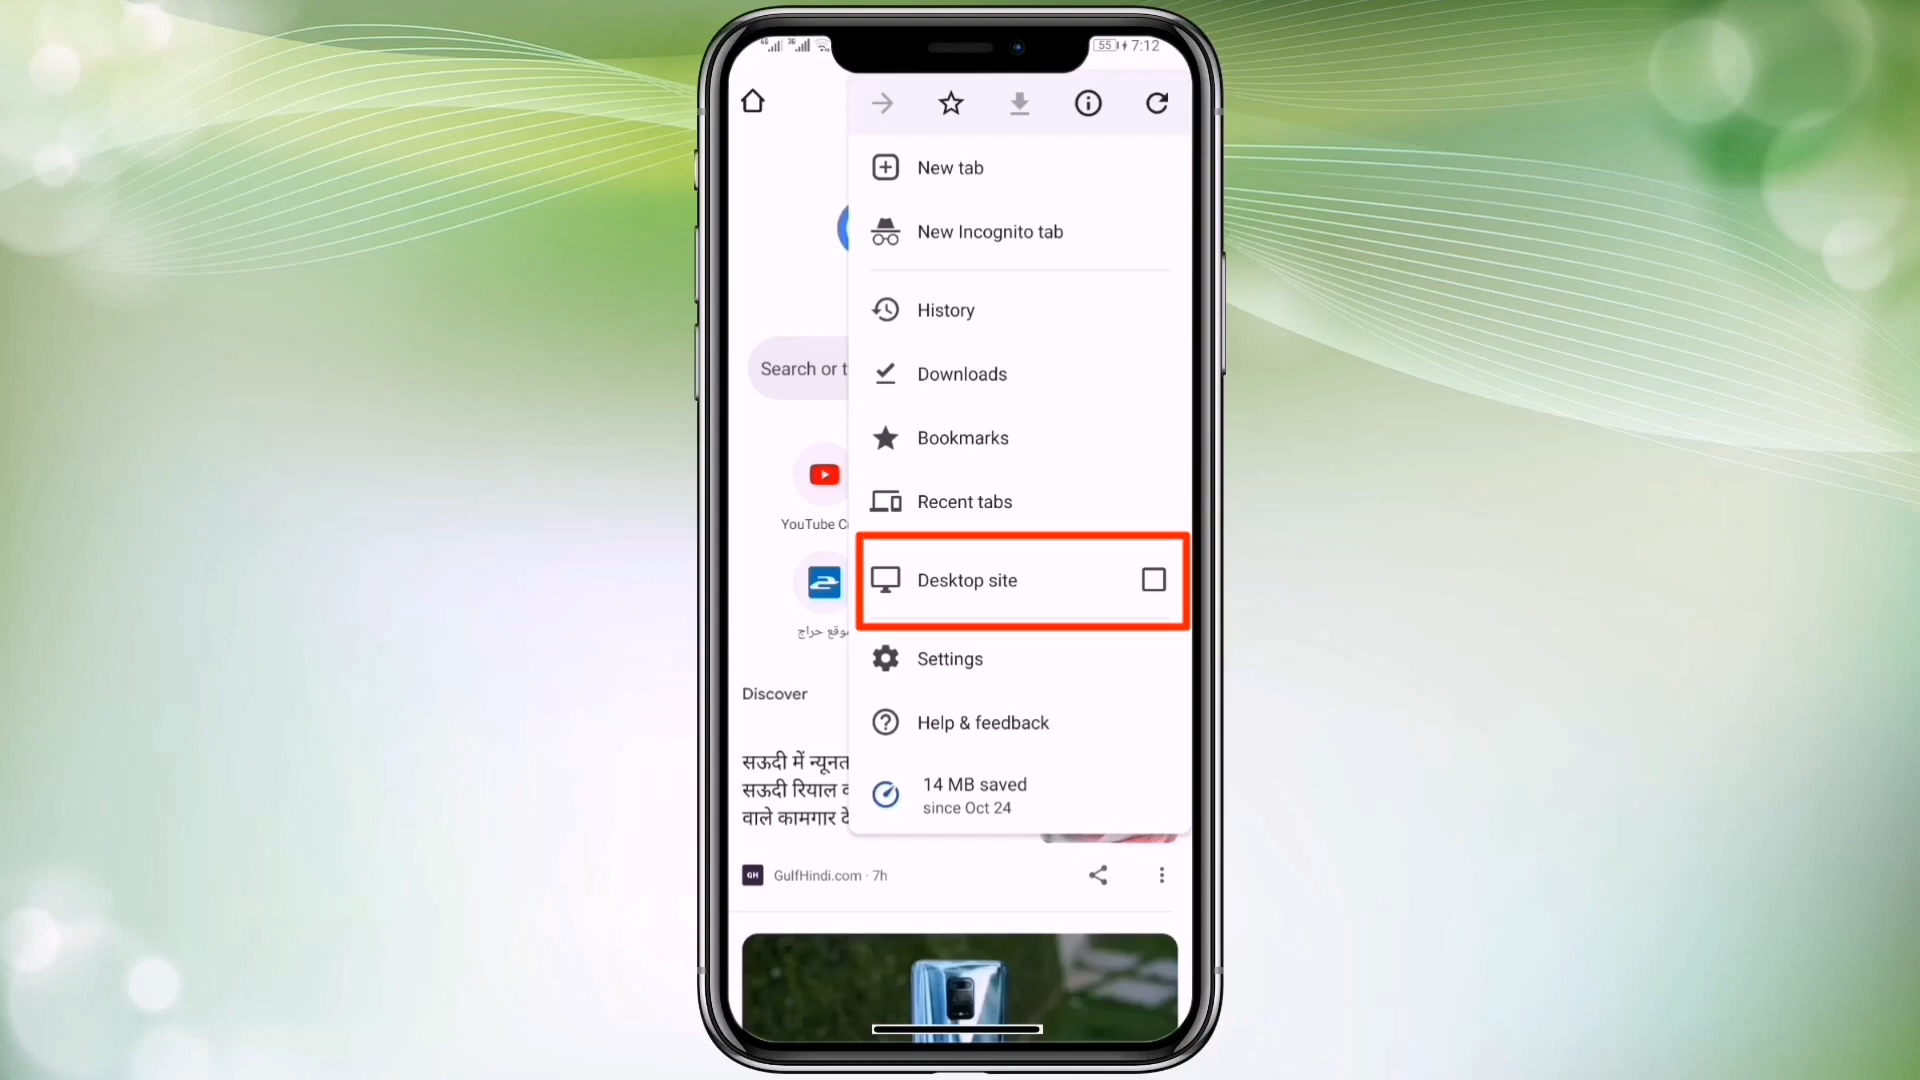 4G 3G 55 7:12
New tab
New Incognito tab
History
Search or t
Downloads
Bookmarks
Recent tabs
YouTube
Desktop site
موقع حراج
Settings
Discover
Help & feedback
सऊदी में न्यूनत
सऊदी रियाल
वाले कामगार दे
14 MB saved
since Oct 24
GH GulfHindi.com · 7h